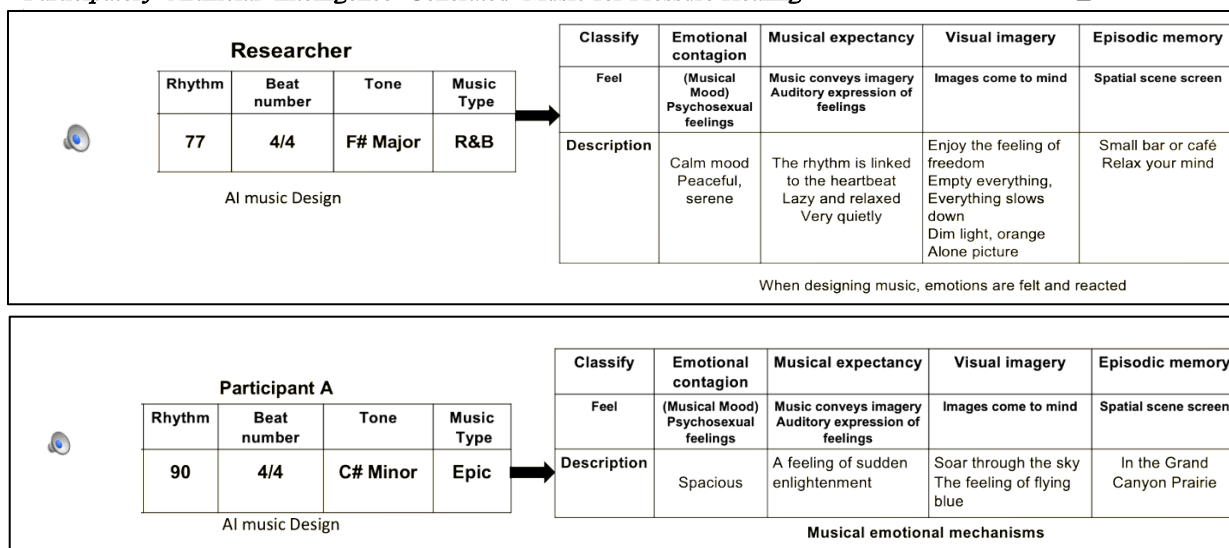 Participatory Artificial Intelligence Generated Music for Pressure Healing
Researcher
Rhythm Beat number Tone Music Type
77 4/4 F# Major R&B
AI music Design
Classify Emotional contagion Musical expectancy Visual imagery Episodic memory
Feel (Musical Mood) Psychosexual feelings Music conveys imagery Auditory expression of feelings Images come to mind Spatial scene screen
Description
Calm mood
Peaceful,
serene
The rhythm is linked
to the heartbeat
Lazy and relaxed
Very quietly
Enjoy the feeling of
freedom
Empty everything,
Everything slows
down
Dim light, orange
Alone picture
Small bar or café
Relax your mind
When designing music, emotions are felt and reacted
Participant A
Rhythm Beat number Tone Music Type
90 4/4 C# Minor Epic
AI music Design
Classify Emotional contagion Musical expectancy Visual imagery Episodic memory
Feel (Musical Mood) Psychosexual feelings Music conveys imagery Auditory expression of feelings Images come to mind Spatial scene screen
Description
Spacious
A feeling of sudden
enlightenment
Soar through the sky
The feeling of flying
blue
In the Grand
Canyon Prairie
Musical emotional mechanisms